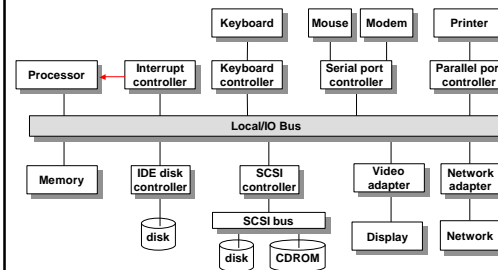 Keyboard
Mouse
Modem
Printer
Processor
Interrupt
controller
Keyboard
controller
Serial port
controller
Parallel port
controller
Local/IO Bus
Memory
IDE disk
controller
SCSI
controller
Video
adapter
Network
adapter
disk
SCSI bus
disk
CDROM
Display
Network